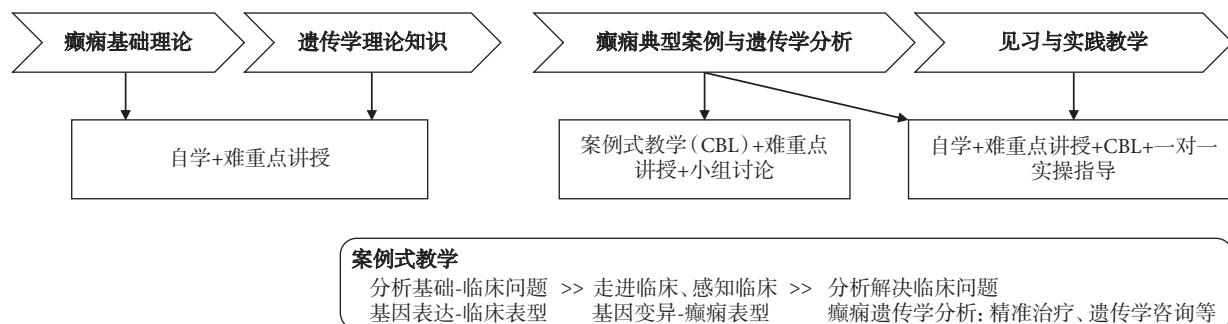 癫痫基础理论
遗传学理论知识
癫痫典型案例与遗传学分析
见习与实践教学
自学+难重点讲授
案例式教学(CBL)+难重点
讲授+小组讨论
自学+难重点讲授+CBL+一对一
实操指导
案例式教学
分析基础-临床问题 >> 走进临床、感知临床 >> 分析解决临床问题
基因表达-临床表型 基因变异-癫痫表型 癫痫遗传学分析: 精准治疗、遗传学咨询等